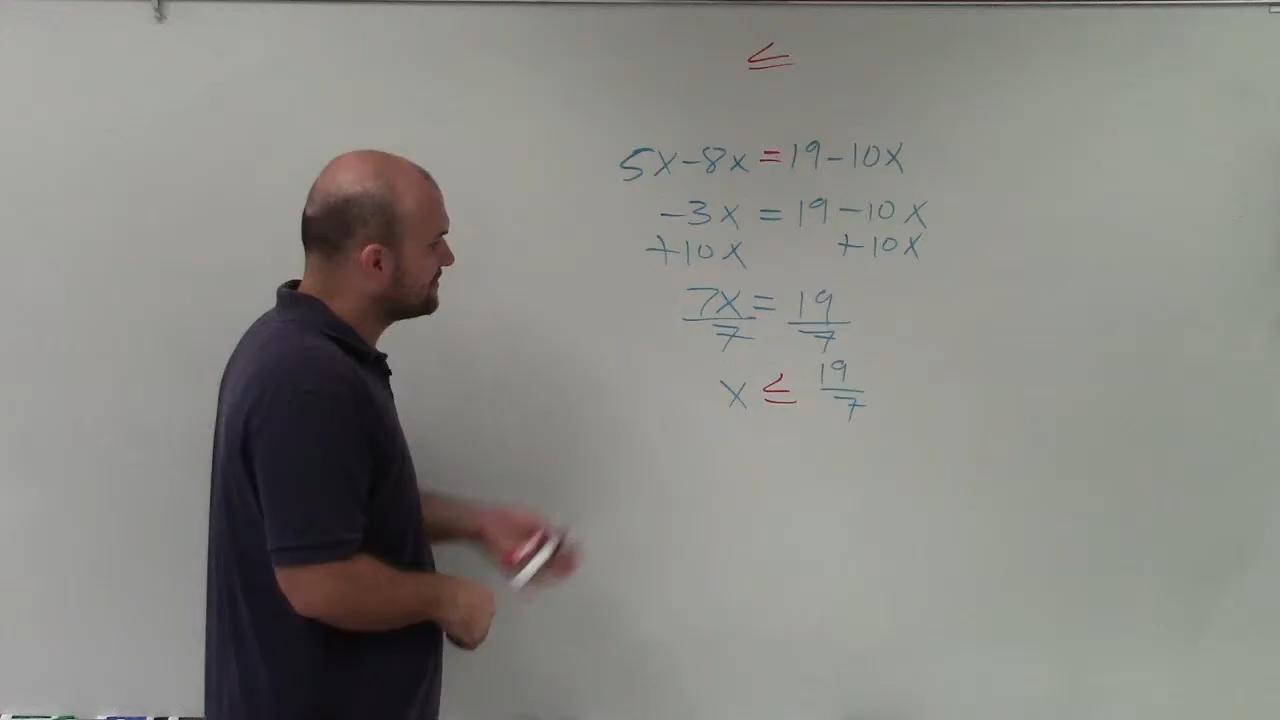 ≤
5x-8x=19-10x
-3x = 19-10x
+10x +10x
7x = 19
7 7
x ≤ 19
7